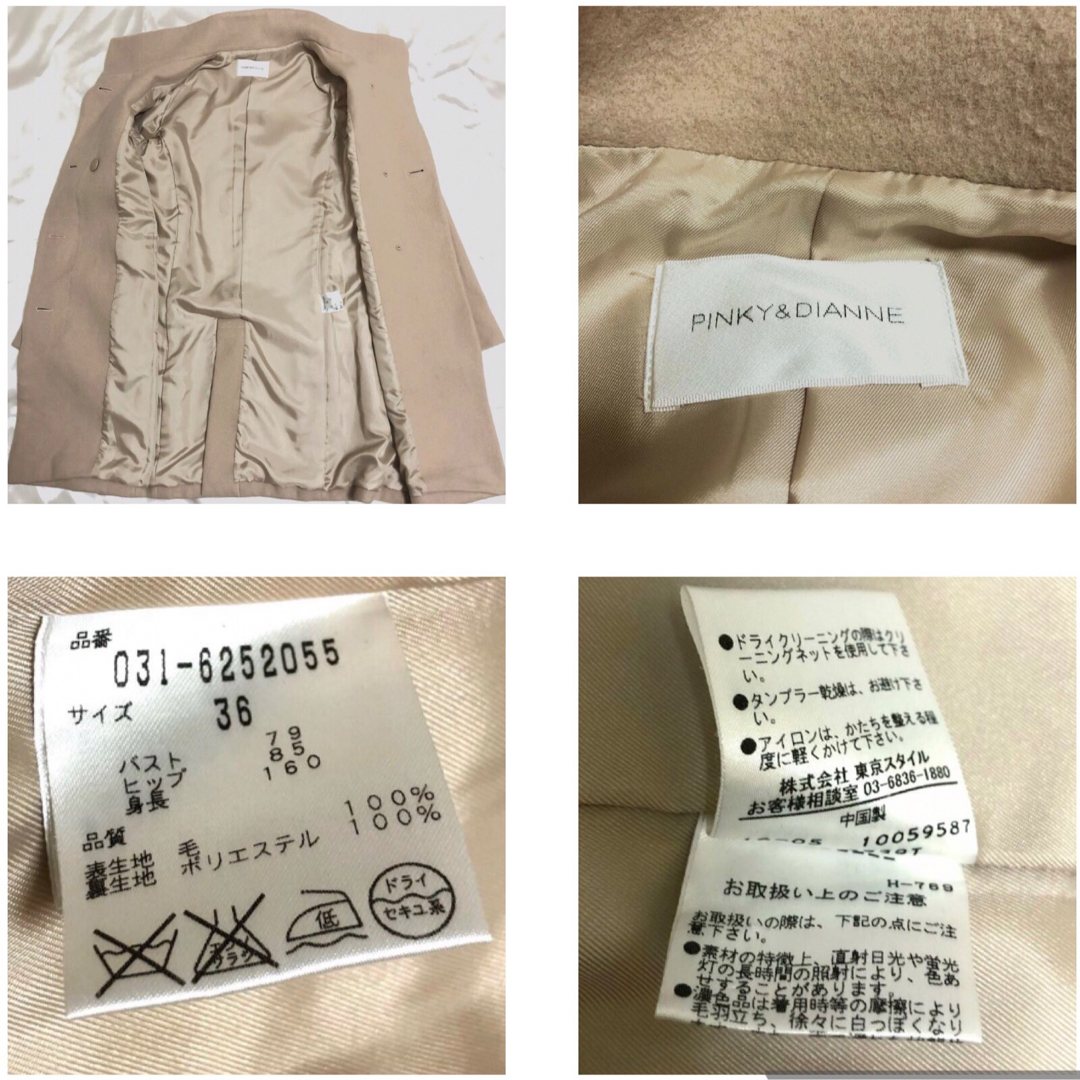 PINKY&DIANNE
品番
031-6252055
サイズ 36
バスト 79
ヒップ 85
身長 160
品質
表生地 毛 100%
裏生地 ポリエステル 100%
低
ドライ
セキユ系
●ドライクリーニングの際はクリ
ーニングネットを使用して下さ
い。
●タンブラー乾燥は、お避け下さ
い。
●アイロンは、かたちを整える程
度に軽くかけて下さい。
株式会社 東京スタイル
お客様相談室 03-6836-1880
中国製
10059587
H-769
お取扱い上のご注意
お取扱いの際は、下記の点にご注
意下さい。
●素材の特徴上、直射日光や蛍光
灯の長時間の照射により、色あ
せすることがあります。
●濃色品は着用時等の摩擦により
毛羽立ち、徐々に白っぽくなり